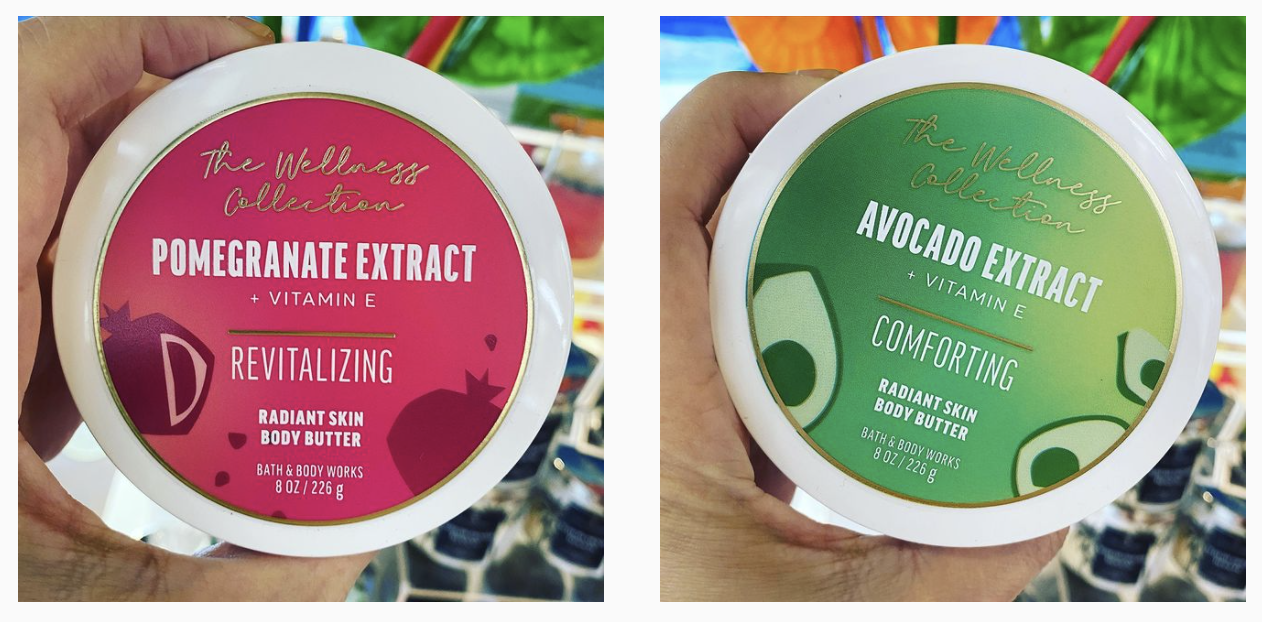 The Wellness
Collection
POMEGRANATE EXTRACT
+ VITAMIN E
REVITALIZING
RADIANT SKIN
BODY BUTTER
BATH & BODY WORKS
8 OZ / 226 g
The Wellness
Collection
AVOCADO EXTRACT
+ VITAMIN E
COMFORTING
RADIANT SKIN
BODY BUTTER
BATH & BODY WORKS
8 OZ / 226 g